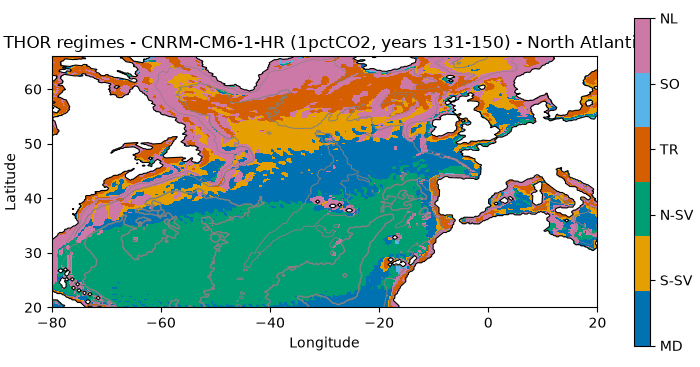 THOR regimes - CNRM-CM6-1-HR (1pctCO2, years 131-150) - North Atlanti
NL
SO
TR
N-SV
S-SV
MD
60
50
40
30
20
Latitude
−80
−60
−40
−20
0
20
Longitude